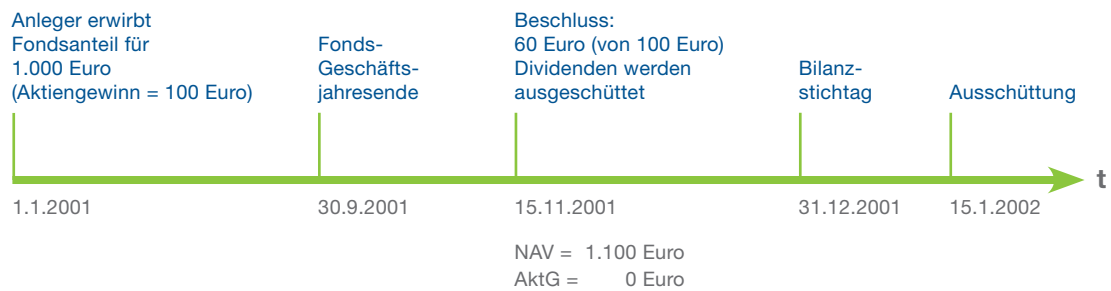 Anleger erwirbt
Fondsanteil für
1.000 Euro
(Aktiengewinn = 100 Euro)
Fonds-
Geschäfts-
jahresende
Beschluss:
60 Euro (von 100 Euro)
Dividenden werden
ausgeschüttet
Bilanz-
stichtag
Ausschüttung
t
1.1.2001
30.9.2001
15.11.2001
31.12.2001
15.1.2002
NAV = 1.100 Euro
AktG = 0 Euro